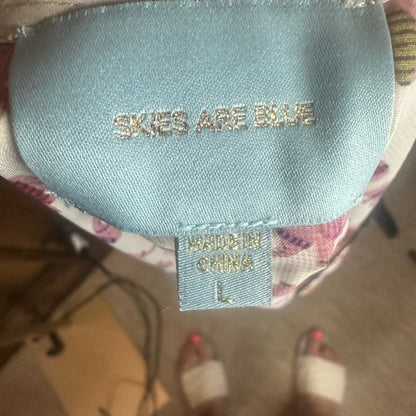 SKIES ARE BLUE
MADE IN
CHINA
L